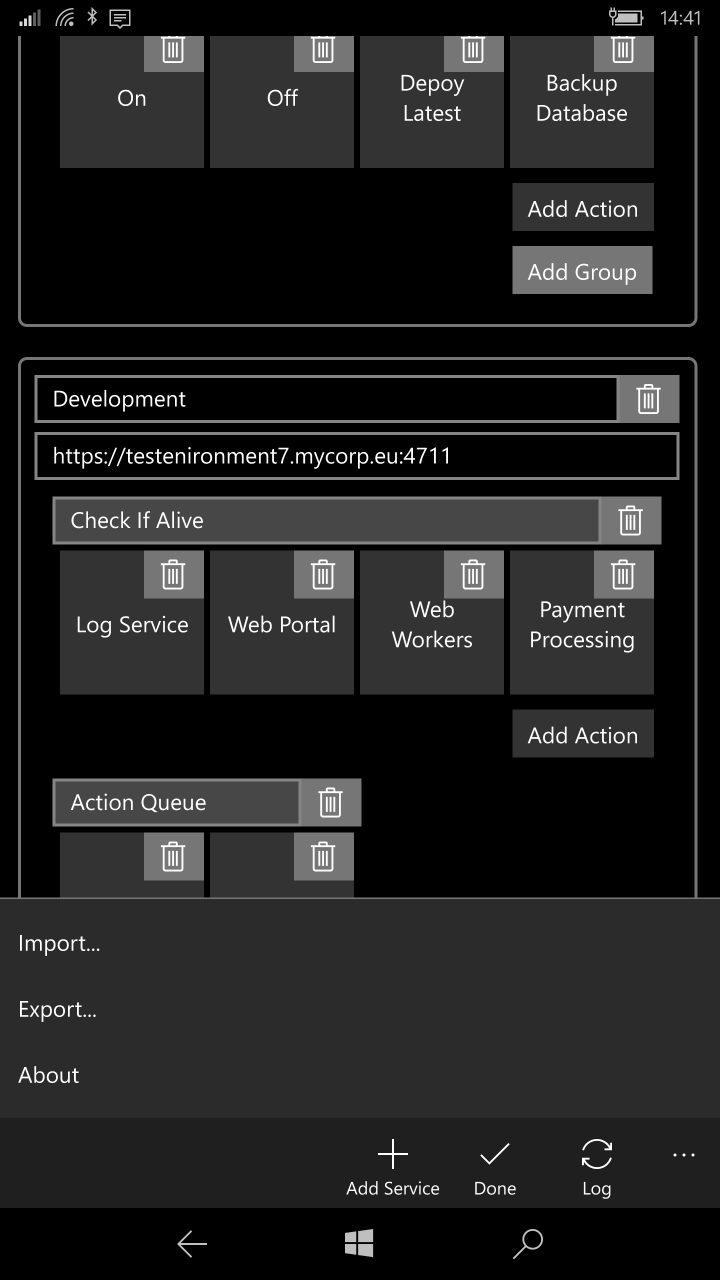 14:41
On
Off
Depoy
Latest
Backup
Database
Add Action
Add Group
Development
https://testenironment7.mycorp.eu:4711
Check If Alive
Log Service
Web Portal
Web
Workers
Payment
Processing
Add Action
Action Queue
Import...
Export...
About
Add Service
Done
Log